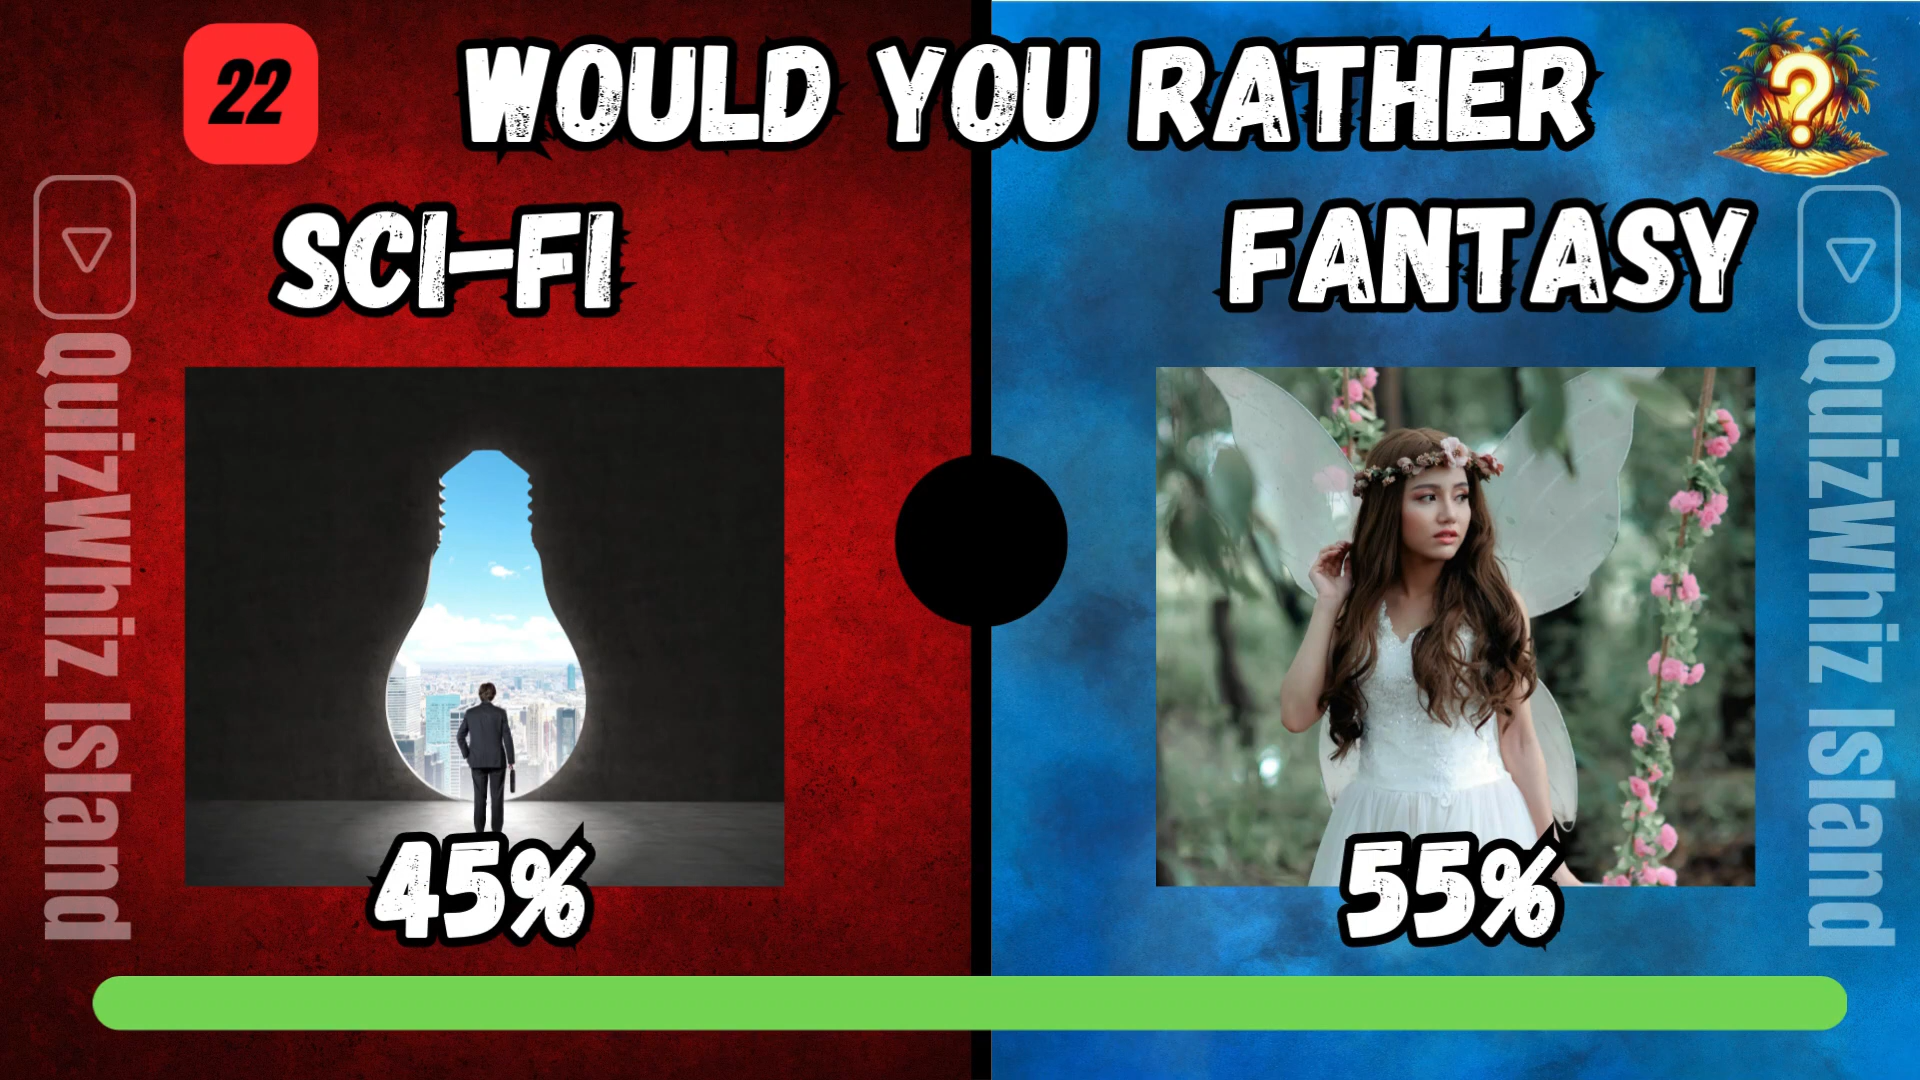 22
WOULD YOU RATHER
?
SCI-FI
FANTASY
45%
55%
QuizWhiz Island
QuizWhiz Island